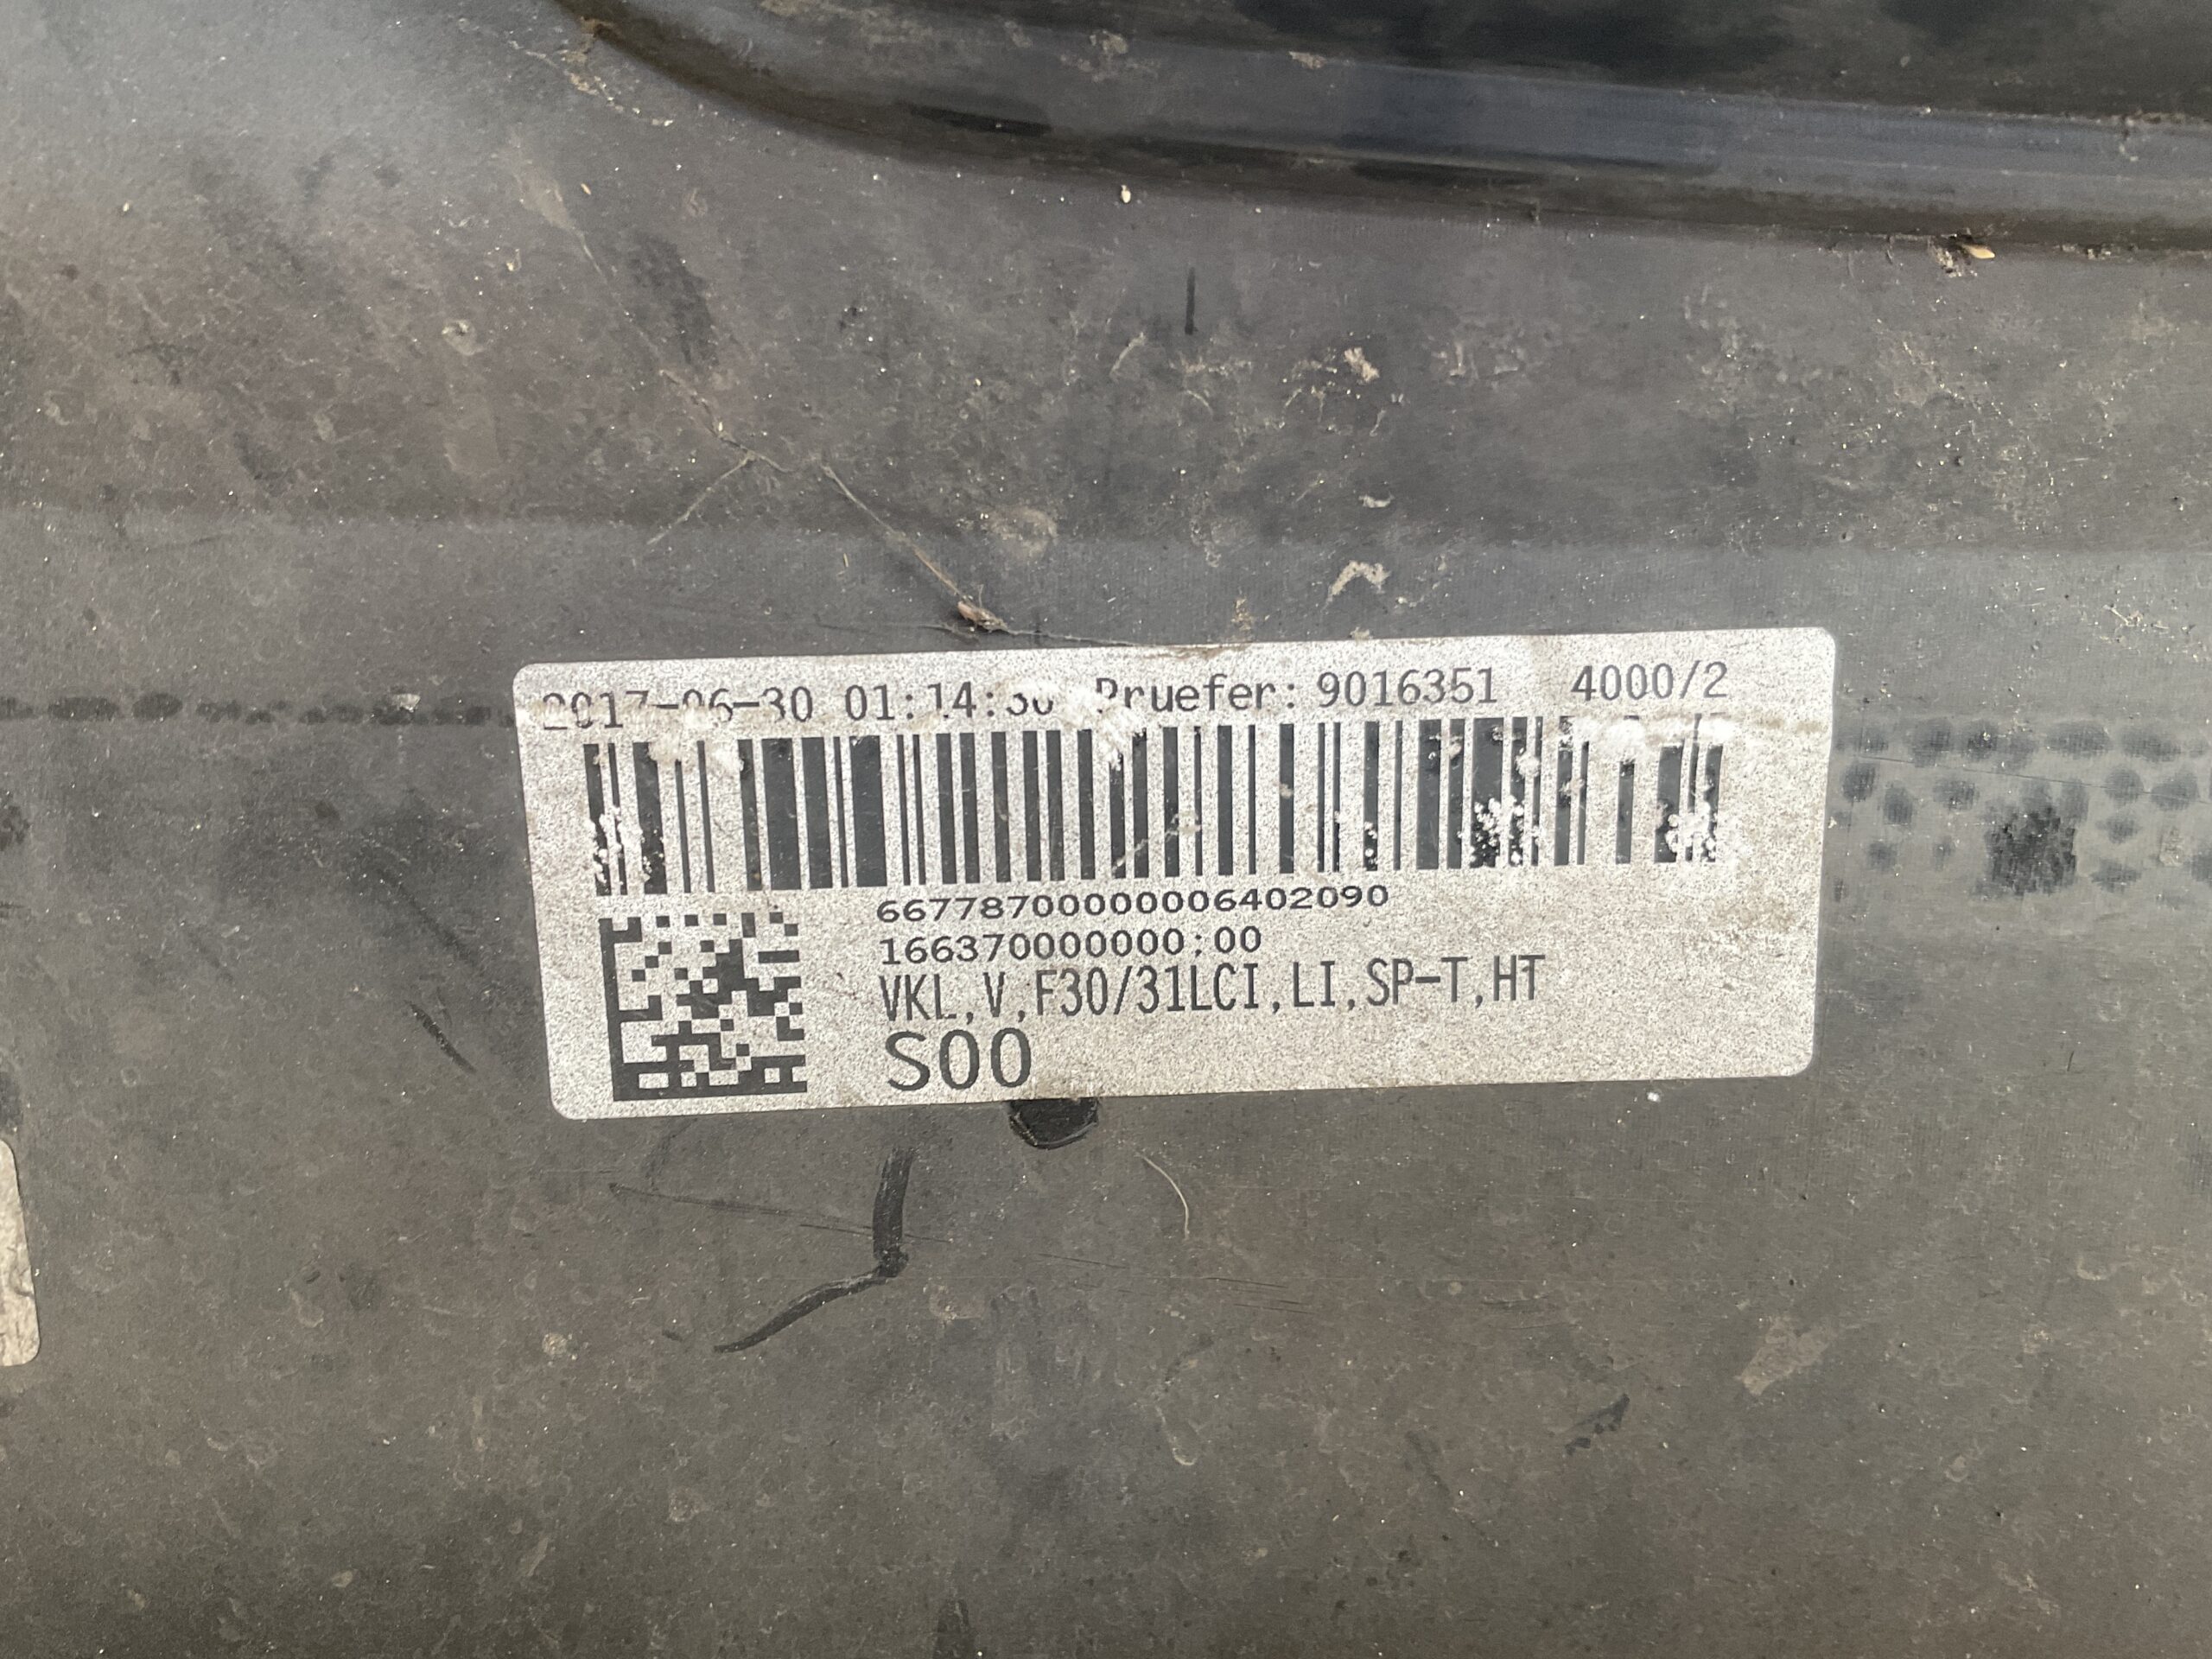 2017-06-30 01:14:30 Pruefer: 9016351 4000/2
66778700000006402090
166370000000:00
VKL,V,F30/31LCI,LI,SP-T,HT
S00